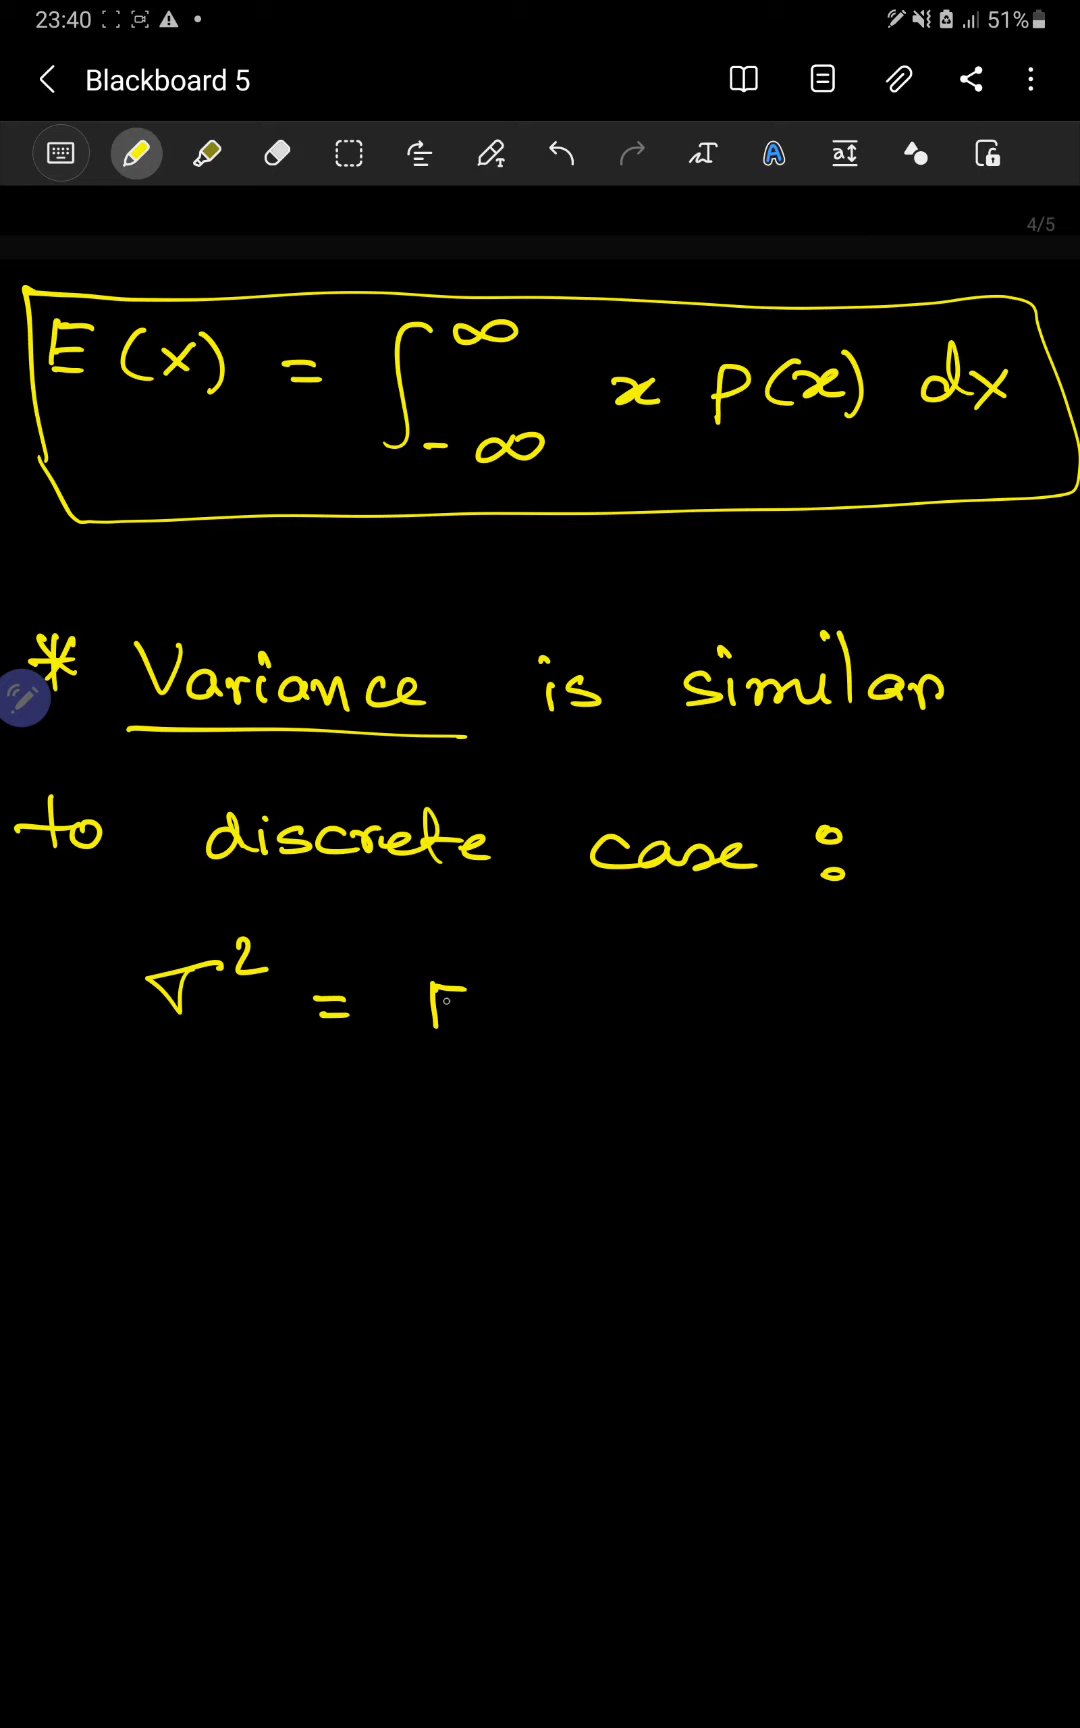 23:40 51%
Blackboard 5
4/5
E(x) = ∫_{-∞}^{∞} x p(x) dx
* Variance is similar
to discrete case :
σ² =